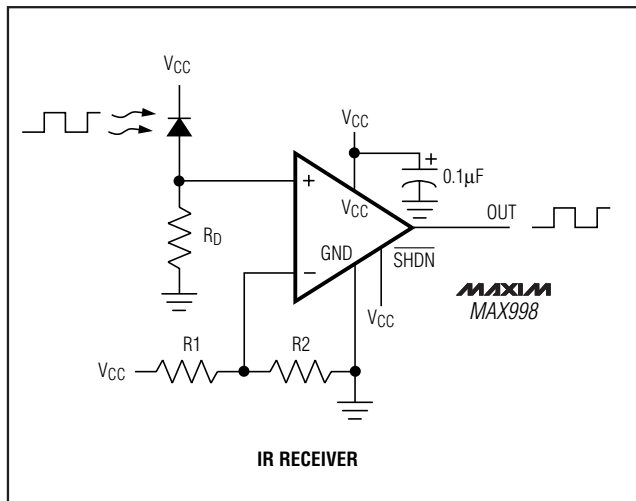 VCC
VCC
+
0.1µF
+
VCC
OUT
RD
GND
SHDN
−
MAXIM
MAX998
VCC
R1
R2
VCC
IR RECEIVER